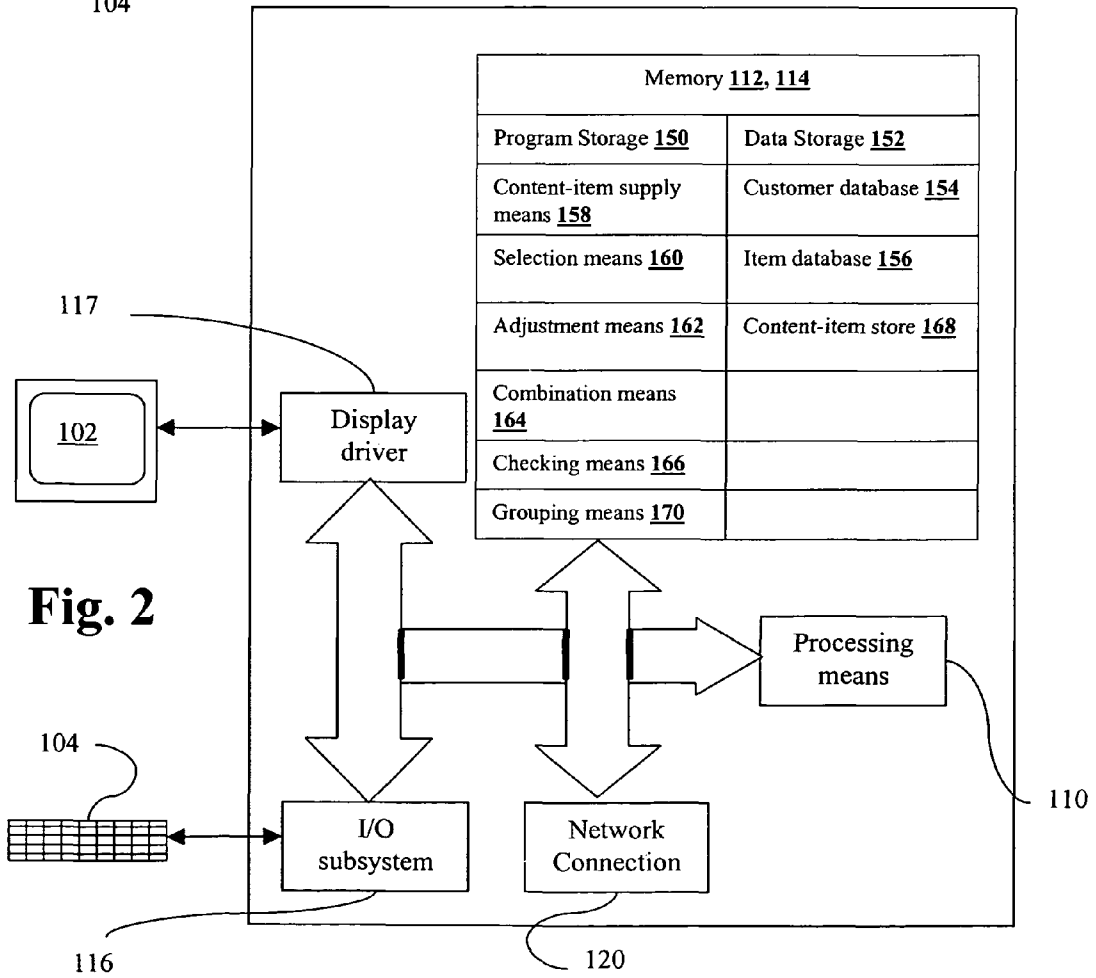 104
Memory 112, 114
Program Storage 150
Data Storage 152
Content-item supply
means 158
Customer database 154
Selection means 160
Item database 156
Adjustment means 162
Content-item store 168
Combination means
164
Checking means 166
Grouping means 170
117
102
Display
driver
Fig. 2
Processing
means
104
110
I/O
subsystem
Network
Connection
116
120